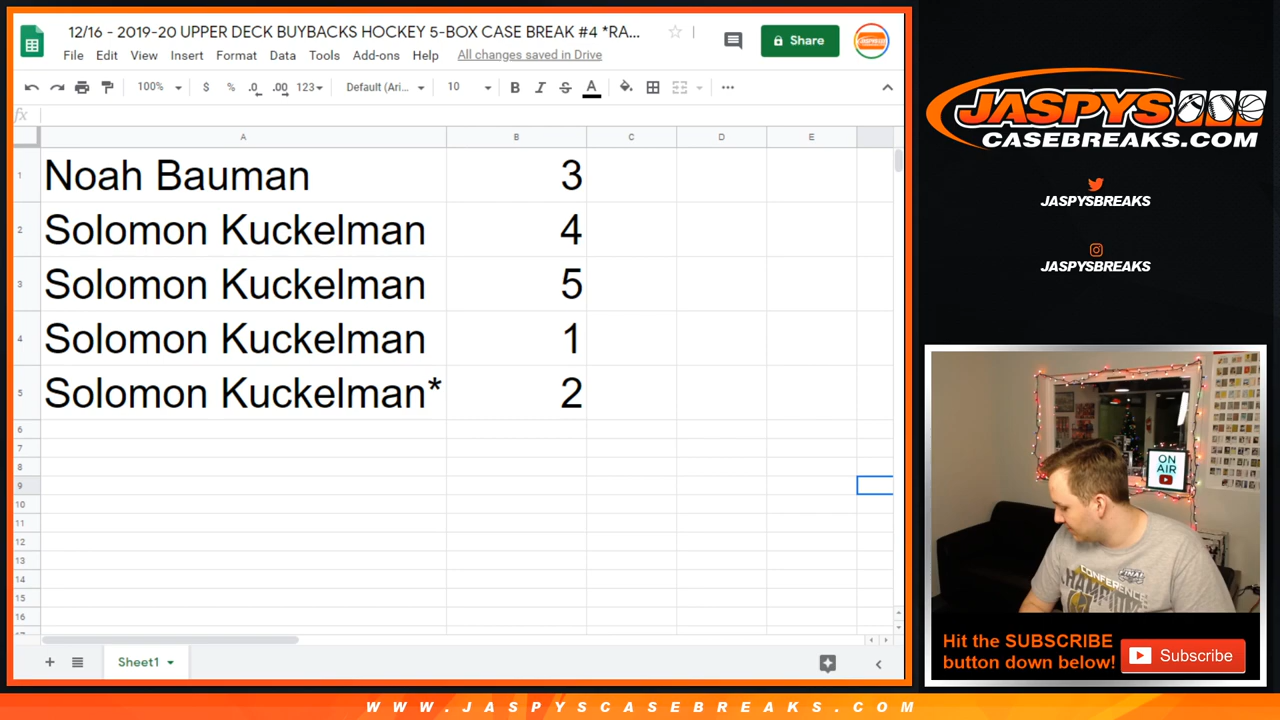 12/16 - 2019-20 UPPER DECK BUYBACKS HOCKEY 5-BOX CASE BREAK #4 *RA...
Share
File Edit View Insert Format Data Tools Add-ons Help All changes saved in Drive
100% $ % .0 .00 123 Default (Ari... 10 B I S A
fx
A B C D E
1 Noah Bauman 3
2 Solomon Kuckelman 4
3 Solomon Kuckelman 5
4 Solomon Kuckelman 1
5 Solomon Kuckelman* 2
6
7
8
9
10
11
12
13
14
15
16
Sheet1
JASPYS
CASEBREAKS.COM
JASPYSBREAKS
JASPYSBREAKS
ON
AIR
CONFERENCE
CHAMPIONS
Hit the SUBSCRIBE
button down below!
Subscribe
WWW.JASPYSCASEBREAKS.COM